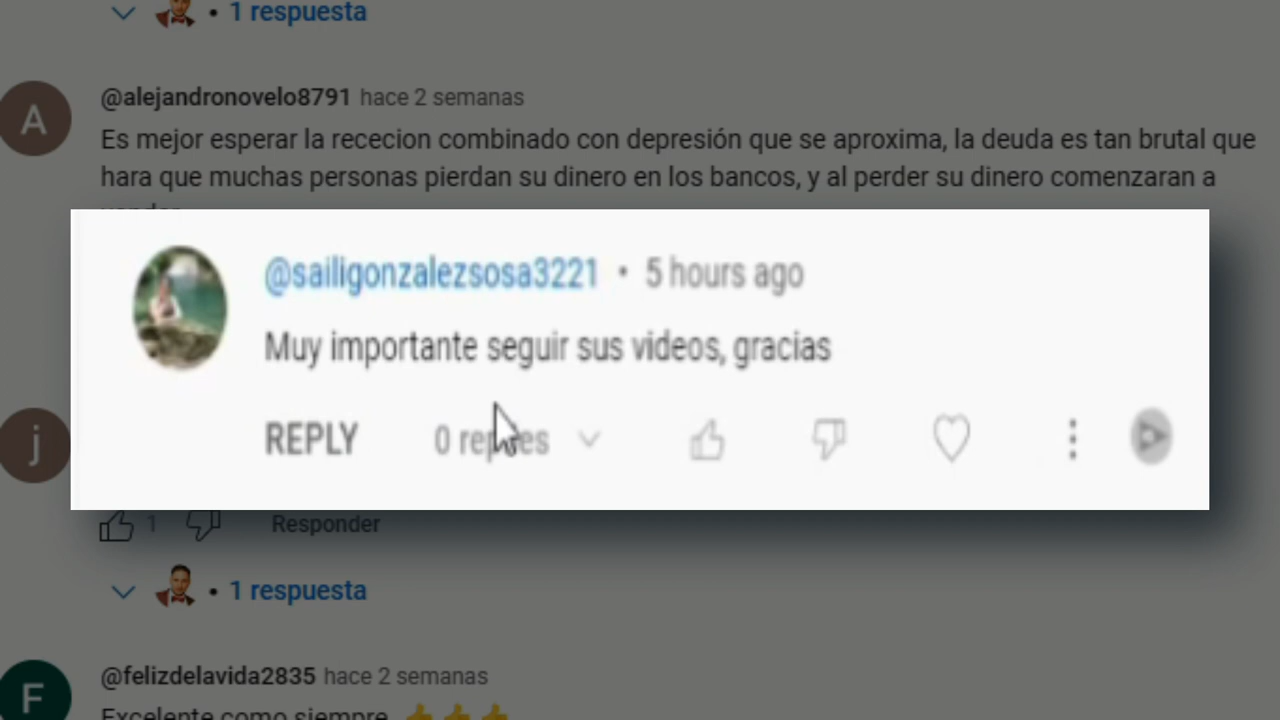 • 1 respuesta
A
@alejandronovelo8791 hace 2 semanas
Es mejor esperar la rececion combinado con depresión que se aproxima, la deuda es tan brutal que
hara que muchas personas pierdan su dinero en los bancos, y al perder su dinero comenzaran a
@sailigonzalezsosa3221 • 5 hours ago
Muy importante seguir sus videos, gracias
REPLY 0 replies
j
1 Responder
• 1 respuesta
F
@felizdelavida2835 hace 2 semanas
Excelente como siempre 👍👍👍